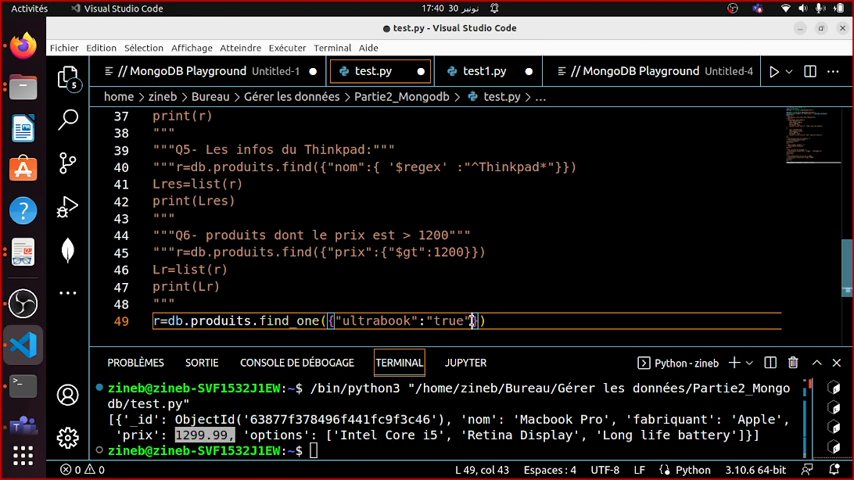 Activités
Visual Studio Code
17:40 30 نونبر
test.py - Visual Studio Code
Fichier Edition Sélection Affichage Atteindre Exécuter Terminal Aide
// MongoDB Playground Untitled-1
test.py
test1.py
// MongoDB Playground Untitled-4
home > zineb > Bureau > Gérer les données > Partie2_Mongodb > test.py > ...
37 print(r)
38 """
39 """Q5- Les infos du Thinkpad:"""
40 """r=db.produits.find({"nom":{ '$regex' :"^Thinkpad*"}})
41 Lres=list(r)
42 print(Lres)
43 """
44 """Q6- produits dont le prix est > 1200"""
45 """r=db.produits.find({"prix":{"$gt":1200}})
46 Lr=list(r)
47 print(Lr)
48 """
49 r=db.produits.find_one({"ultrabook":"true"})
PROBLÈMES SORTIE CONSOLE DE DÉBOGAGE TERMINAL JUPYTER
Python - zineb
zineb@zineb-SVF1532J1EW:~$ /bin/python3 "/home/zineb/Bureau/Gérer les données/Partie2_Mongo
db/test.py"
[{'_id': ObjectId('63877f378496f441fc9f3c46'), 'nom': 'Macbook Pro', 'fabriquant': 'Apple',
'prix': 1299.99, 'options': ['Intel Core i5', 'Retina Display', 'Long life battery']}]
zineb@zineb-SVF1532J1EW:~$
5
0 0
L 49, col 43 Espaces : 4 UTF-8 LF Python 3.10.6 64-bit